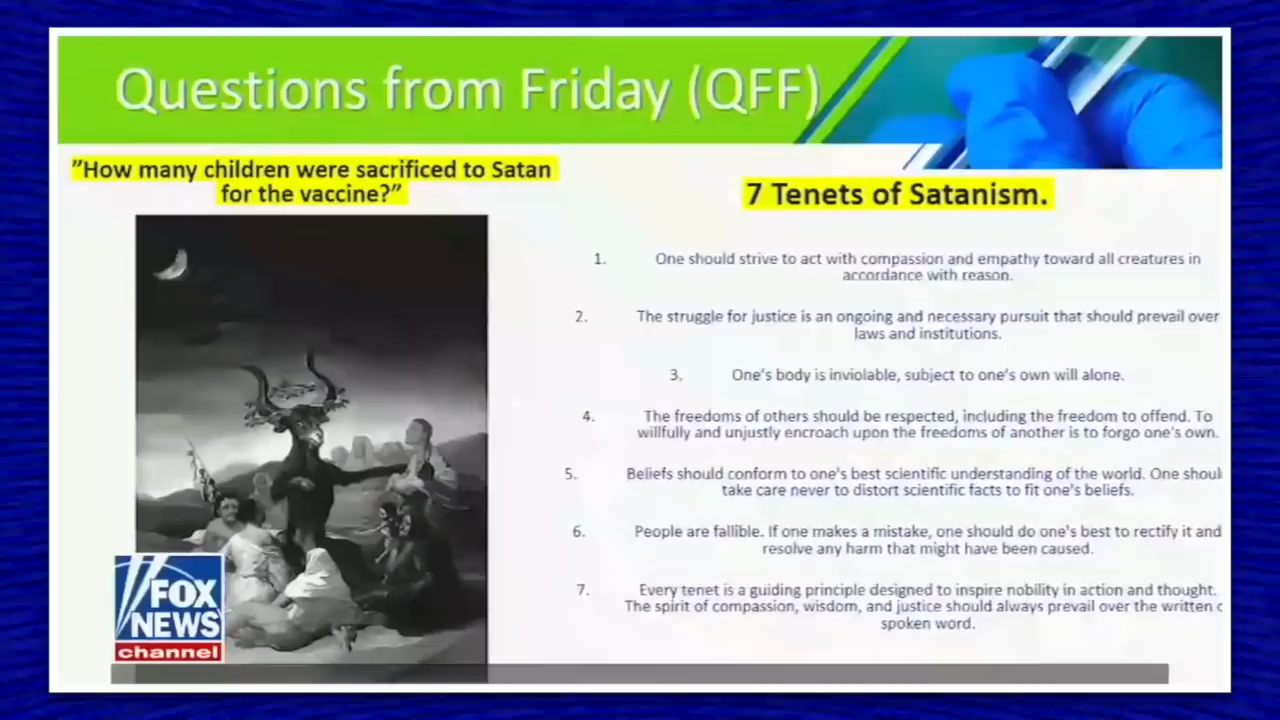 Questions from Friday (QFF)
”How many children were sacrificed to Satan
for the vaccine?”
7 Tenets of Satanism.
1. One should strive to act with compassion and empathy toward all creatures in
accordance with reason.
2. The struggle for justice is an ongoing and necessary pursuit that should prevail over
laws and institutions.
3. One's body is inviolable, subject to one's own will alone.
4. The freedoms of others should be respected, including the freedom to offend. To
willfully and unjustly encroach upon the freedoms of another is to forgo one's own.
5. Beliefs should conform to one's best scientific understanding of the world. One shoul
take care never to distort scientific facts to fit one's beliefs.
6. People are fallible. If one makes a mistake, one should do one's best to rectify it and
resolve any harm that might have been caused.
7. Every tenet is a guiding principle designed to inspire nobility in action and thought.
The spirit of compassion, wisdom, and justice should always prevail over the written
spoken word.
FOX
NEWS
channel